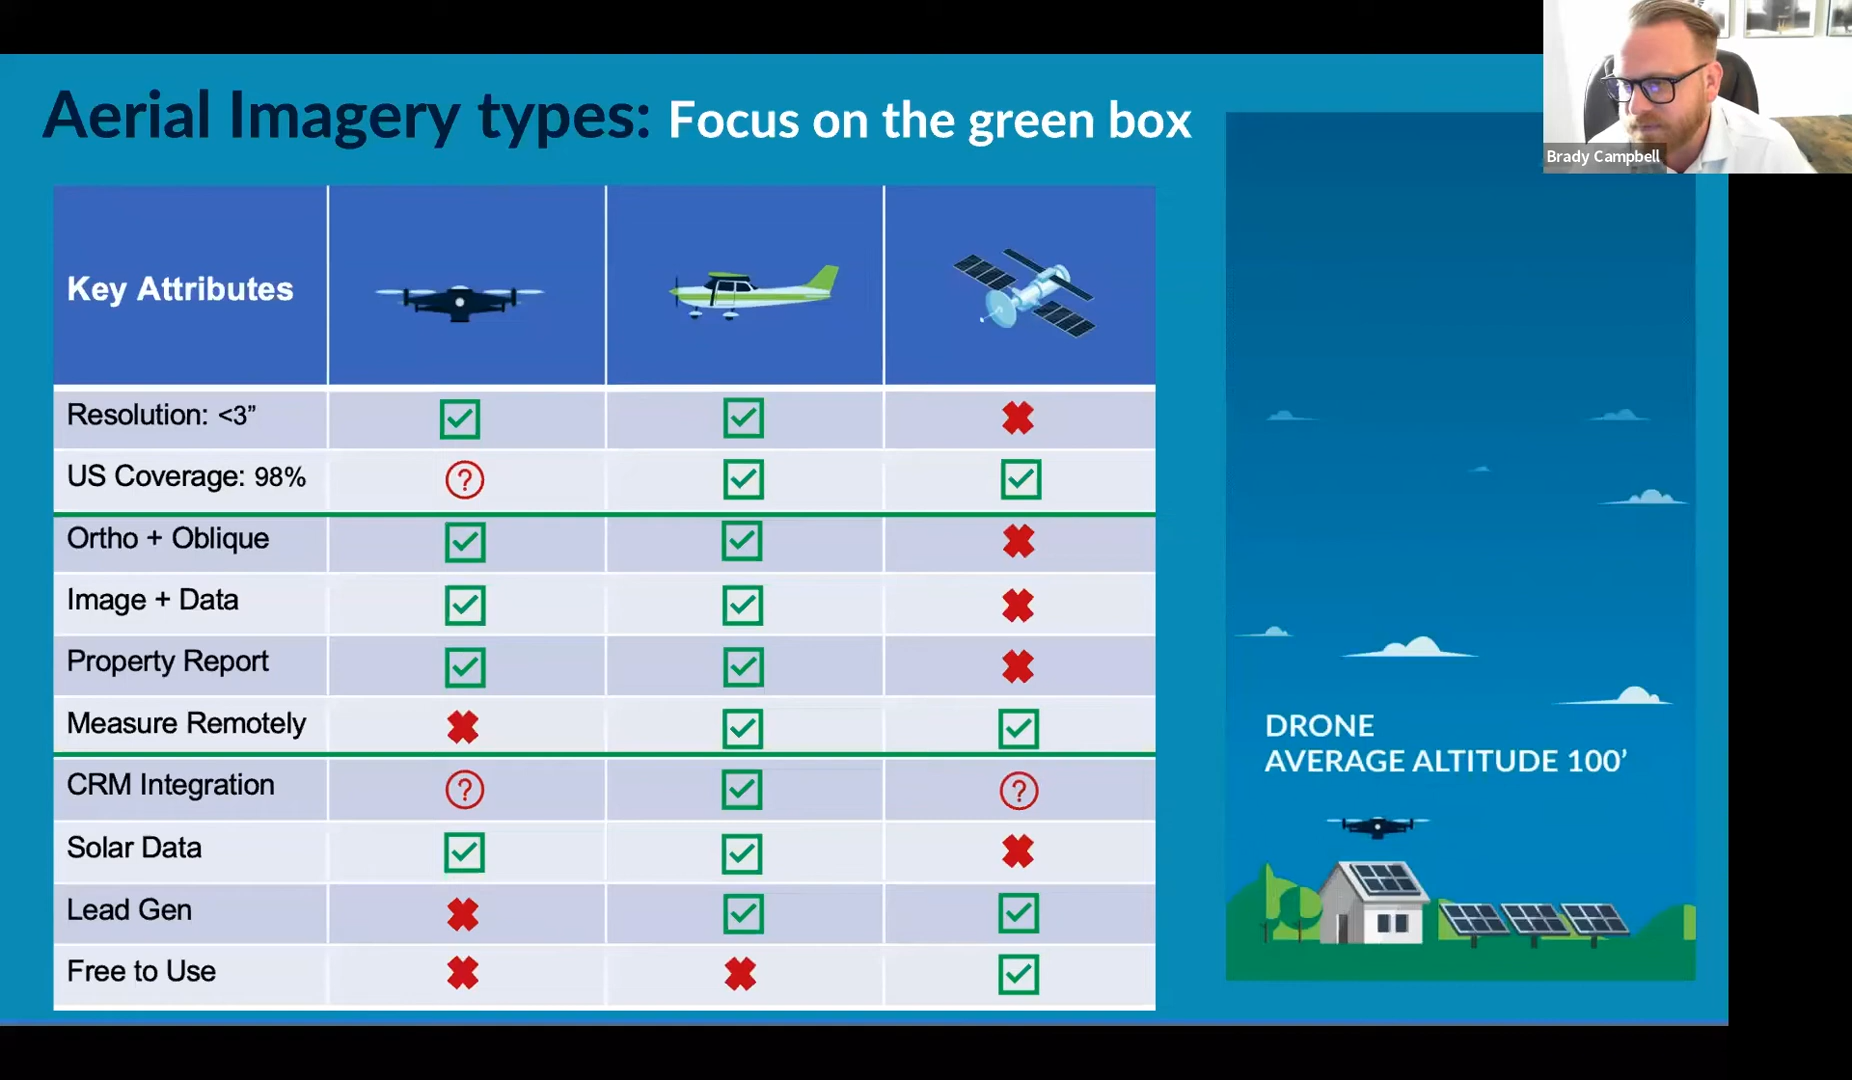 Brady Campbell
Aerial Imagery types: Focus on the green box
Key Attributes
Resolution: <3”
US Coverage: 98%
Ortho + Oblique
Image + Data
Property Report
Measure Remotely
CRM Integration
Solar Data
Lead Gen
Free to Use
DRONE
AVERAGE ALTITUDE 100’